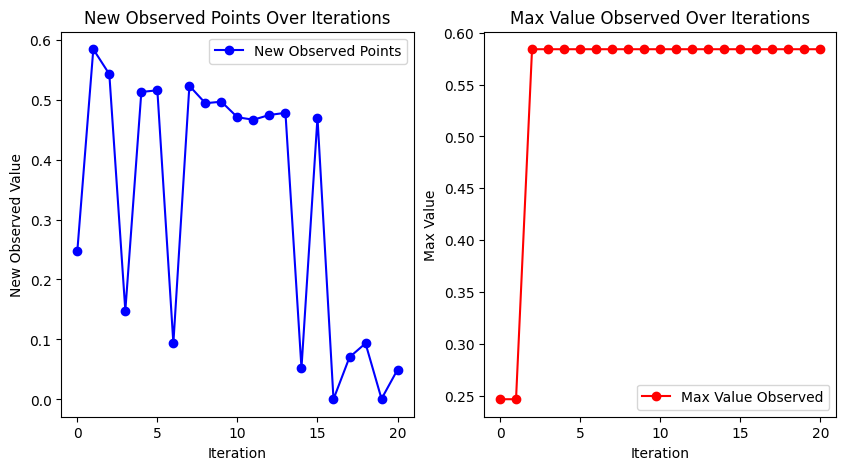 New Observed Points Over Iterations
New Observed Value
0.6
0.5
0.4
0.3
0.2
0.1
0.0
New Observed Points
0 5 10 15 20
Iteration
Max Value Observed Over Iterations
Max Value
0.60
0.55
0.50
0.45
0.40
0.35
0.30
0.25
Max Value Observed
0 5 10 15 20
Iteration